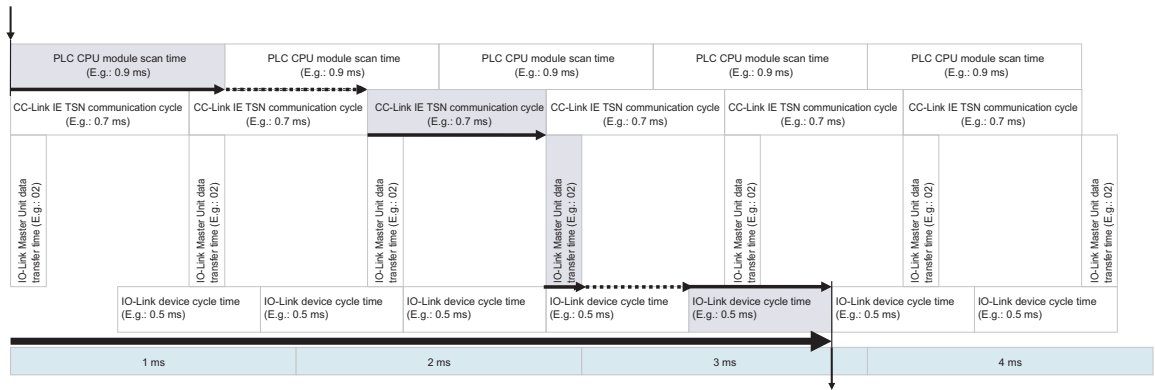 PLC CPU module scan time
(E.g.: 0.9 ms)
PLC CPU module scan time
(E.g.: 0.9 ms)
PLC CPU module scan time
(E.g.: 0.9 ms)
PLC CPU module scan time
(E.g.: 0.9 ms)
PLC CPU module scan time
(E.g.: 0.9 ms)
CC-Link IE TSN communication cycle
(E.g.: 0.7 ms)
CC-Link IE TSN communication cycle
(E.g.: 0.7 ms)
CC-Link IE TSN communication cycle
(E.g.: 0.7 ms)
CC-Link IE TSN communication cycle
(E.g.: 0.7 ms)
CC-Link IE TSN communication cycle
(E.g.: 0.7 ms)
CC-Link IE TSN communication cycle
(E.g.: 0.7 ms)
IO-Link Master Unit data
transfer time (E.g.: 02)
IO-Link Master Unit data
transfer time (E.g.: 02)
IO-Link Master Unit data
transfer time (E.g.: 02)
IO-Link Master Unit data
transfer time (E.g.: 02)
IO-Link Master Unit data
transfer time (E.g.: 02)
IO-Link Master Unit data
transfer time (E.g.: 02)
IO-Link Master Unit data
transfer time (E.g.: 02)
IO-Link device cycle time
(E.g.: 0.5 ms)
IO-Link device cycle time
(E.g.: 0.5 ms)
IO-Link device cycle time
(E.g.: 0.5 ms)
IO-Link device cycle time
(E.g.: 0.5 ms)
IO-Link device cycle time
(E.g.: 0.5 ms)
IO-Link device cycle time
(E.g.: 0.5 ms)
IO-Link device cycle time
(E.g.: 0.5 ms)
1 ms
2 ms
3 ms
4 ms